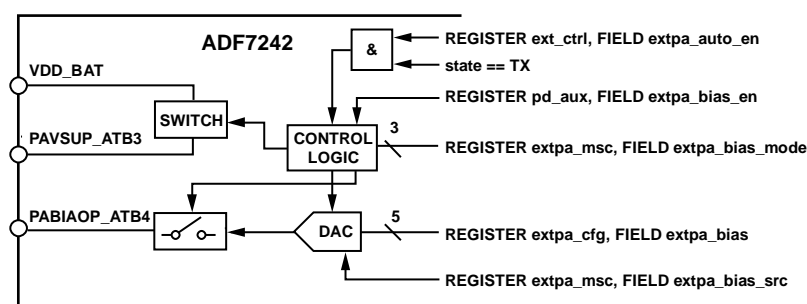 ADF7242
&
REGISTER ext_ctrl, FIELD extpa_auto_en
state == TX
VDD_BAT
REGISTER pd_aux, FIELD extpa_bias_en
SWITCH
CONTROL
LOGIC
3
REGISTER extpa_msc, FIELD extpa_bias_mode
PAVSUP_ATB3
PABIAOP_ATB4
DAC
5
REGISTER extpa_cfg, FIELD extpa_bias
REGISTER extpa_msc, FIELD extpa_bias_src